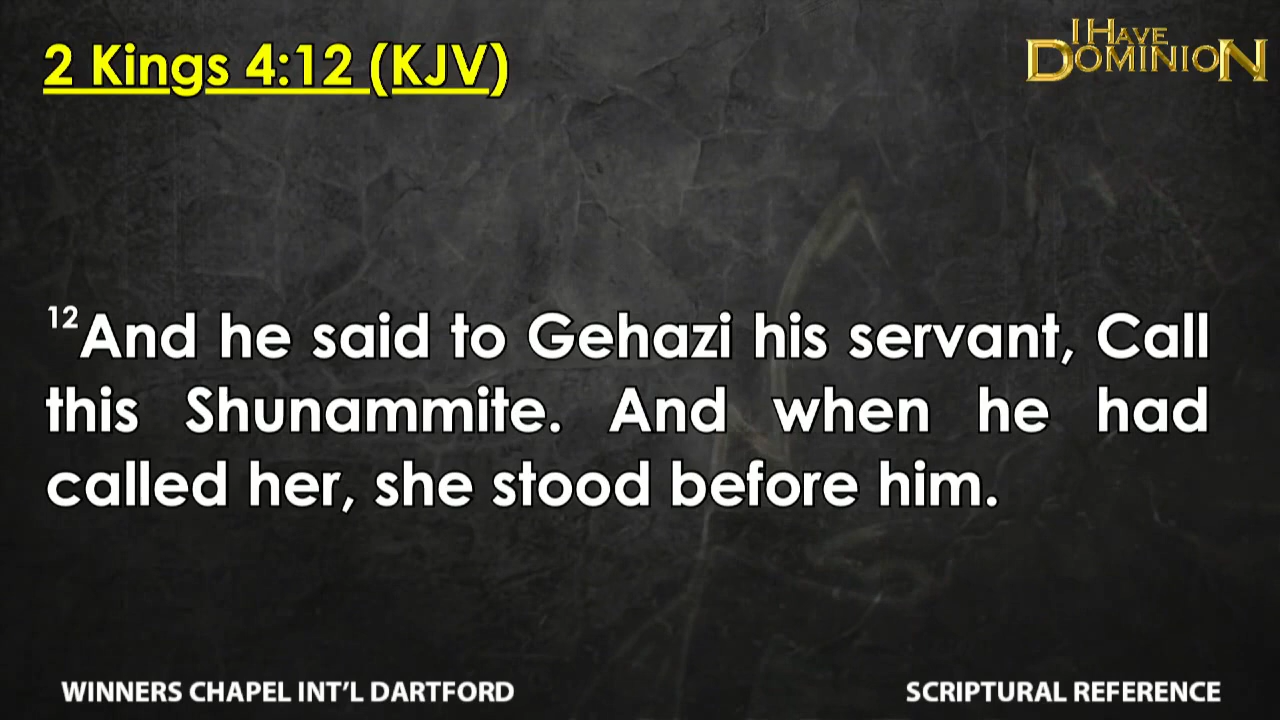 2 Kings 4:12 (KJV)
I HAVE
DOMINION
¹²And he said to Gehazi his servant, Call
this Shunammite. And when he had
called her, she stood before him.
WINNERS CHAPEL INT'L DARTFORD
SCRIPTURAL REFERENCE